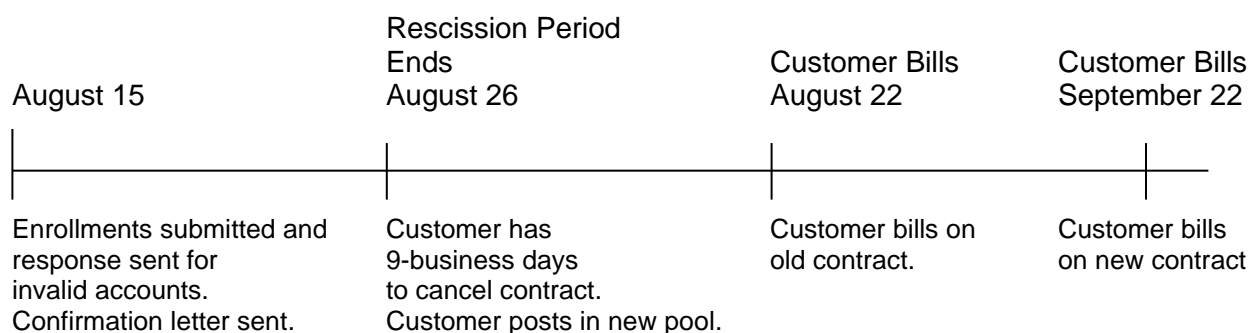 August 15
Rescission Period
Ends
August 26
Customer Bills
August 22
Customer Bills
September 22
Enrollments submitted and
response sent for
invalid accounts.
Confirmation letter sent.
Customer has
9-business days
to cancel contract.
Customer posts in new pool.
Customer bills on
old contract.
Customer bills
on new contract